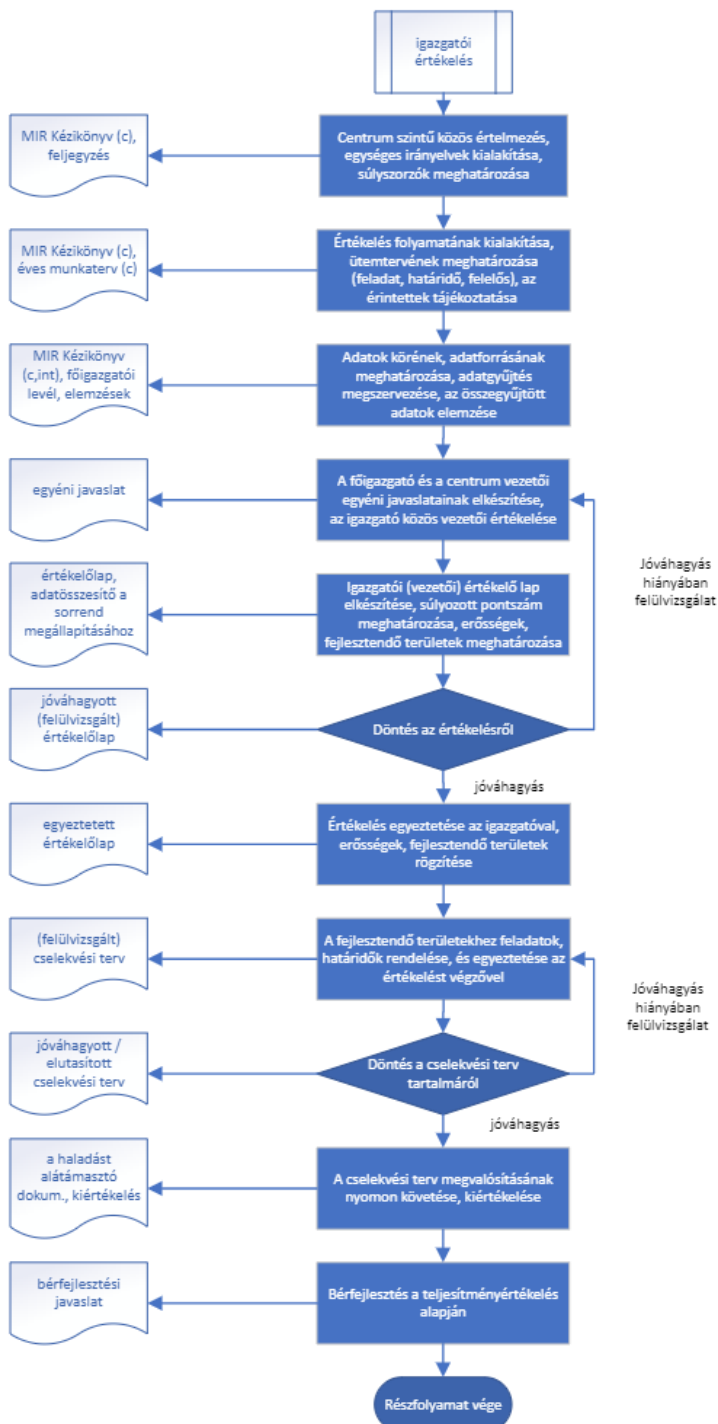 igazgatói
értékelés
MIR Kézikönyv (c),
feljegyzés
Centrum szintű közös értelmezés,
egységes irányelvek kialakítása,
súlyszorzók meghatározása
MIR Kézikönyv (c),
éves munkaterv (c)
Értékelés folyamatának kialakítása,
ütemtervének meghatározása
(feladat, határidő, felelős), az
érintettek tájékoztatása
MIR Kézikönyv
(c,int), főigazgatói
levél, elemzések
Adatok körének, adatforrásának
meghatározása, adatgyűjtés
megszervezése, az összegyűjtött
adatok elemzése
egyéni javaslat
A főigazgató és a centrum vezetői
egyéni javaslatainak elkészítése,
az igazgató közös vezetői értékelése
Jóváhagyás
hiányában
felülvizsgálat
értékelőlap,
adatösszesítő a
sorrend
megállapításához
Igazgatói (vezetői) értékelő lap
elkészítése, súlyozott pontszám
meghatározása, erősségek,
fejlesztendő területek meghatározása
jóváhagyott
(felülvizsgált)
értékelőlap
Döntés az értékelésről
jóváhagyás
egyeztetett
értékelőlap
Értékelés egyeztetése az igazgatóval,
erősségek, fejlesztendő területek
rögzítése
(felülvizsgált)
cselekvési terv
A fejlesztendő területekhez feladatok,
határidők rendelése, és egyeztetése az
értékelést végzővel
Jóváhagyás
hiányában
felülvizsgálat
jóváhagyott /
elutasított
cselekvési terv
Döntés a cselekvési terv
tartalmáról
jóváhagyás
a haladást
alátámasztó
dokum., kiértékelés
A cselekvési terv megvalósításának
nyomon követése, kiértékelése
bérfejlesztési
javaslat
Bérfejlesztés a teljesítményértékelés
alapján
Részfolyamat vége